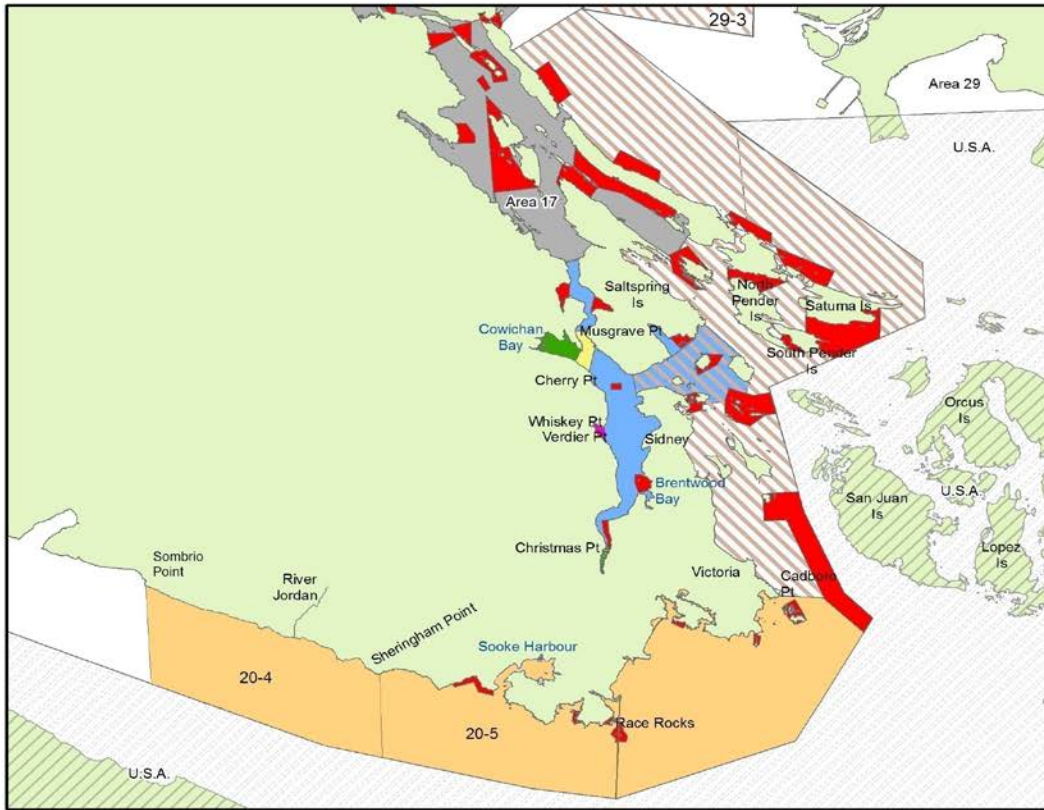 29-3
Area 29
U.S.A.
Area 17
Saltspring
Is
North
Pender
Is
Saturna Is
Cowichan
Bay
Musgrave Pt
South Pender
Is
Cherry Pt
Orcus
Is
Whiskey Pt
Verdier Pt
Sidney
Brentwood
Bay
San Juan
Is
U.S.A.
Lopez
Is
Christmas Pt
Sombrio
Point
River
Jordan
Victoria
Cadboro
Pt
Sheringham Point
Sooke Harbour
20-4
20-5
Race Rocks
U.S.A.